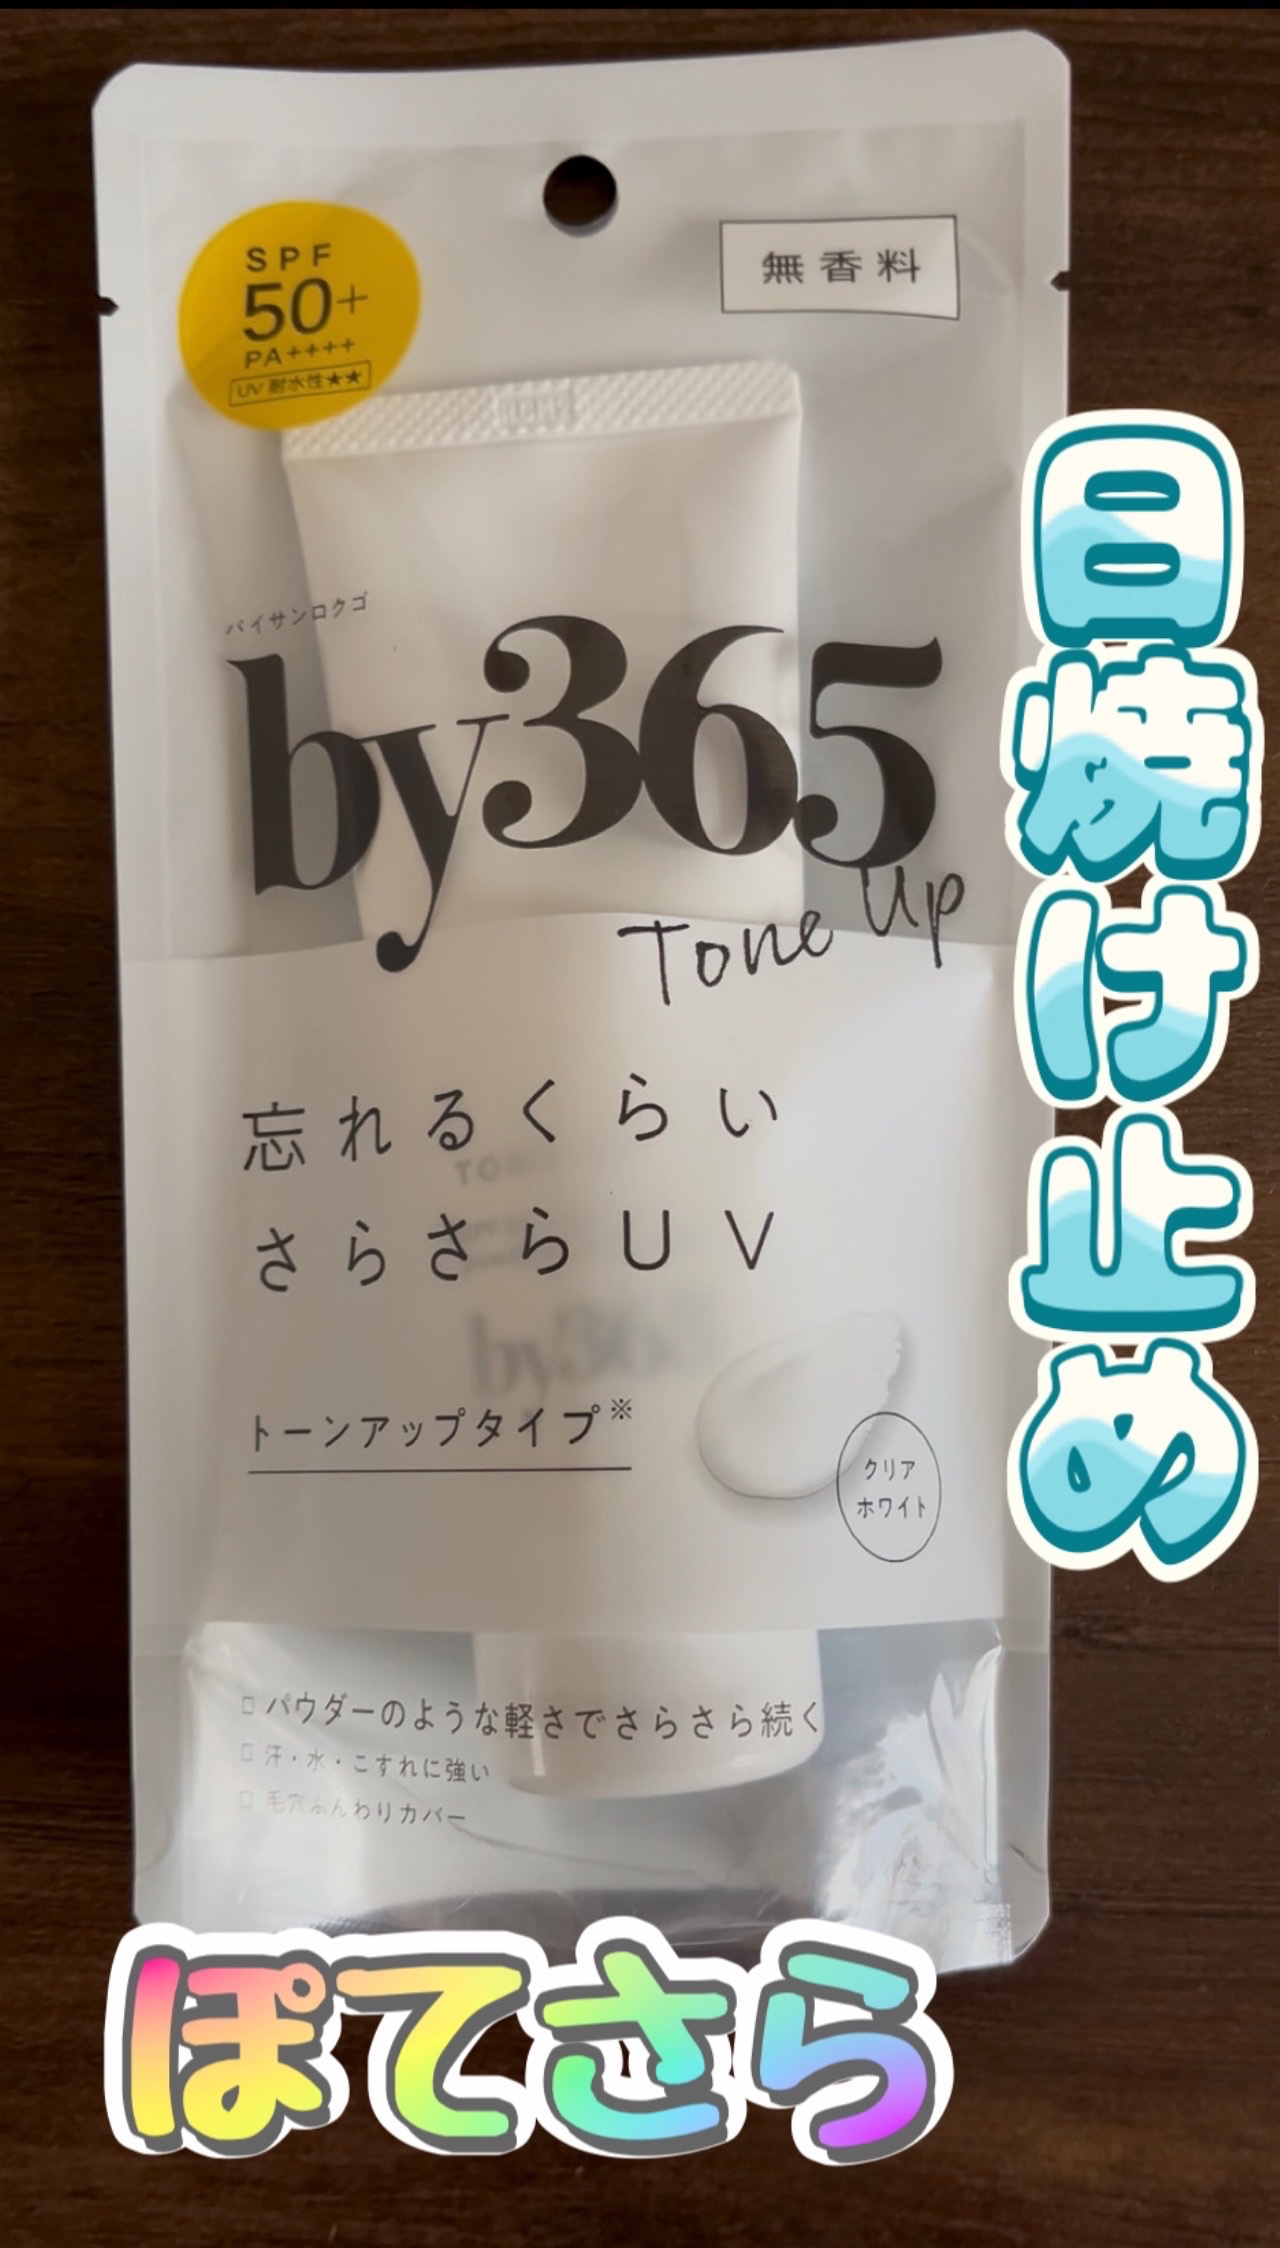 SPF
50+
PA++++
UV 耐水性★★
無香料
バイサンロクゴ
by365
Tone Up
日焼け止め
忘れるくらい
さらさらUV
by365
トーンアップタイプ※
クリア
ホワイト
□ パウダーのような軽さでさらさら続く
□ 汗・水・こすれに強い
□ 毛穴ふんわりカバー
ぽてさら